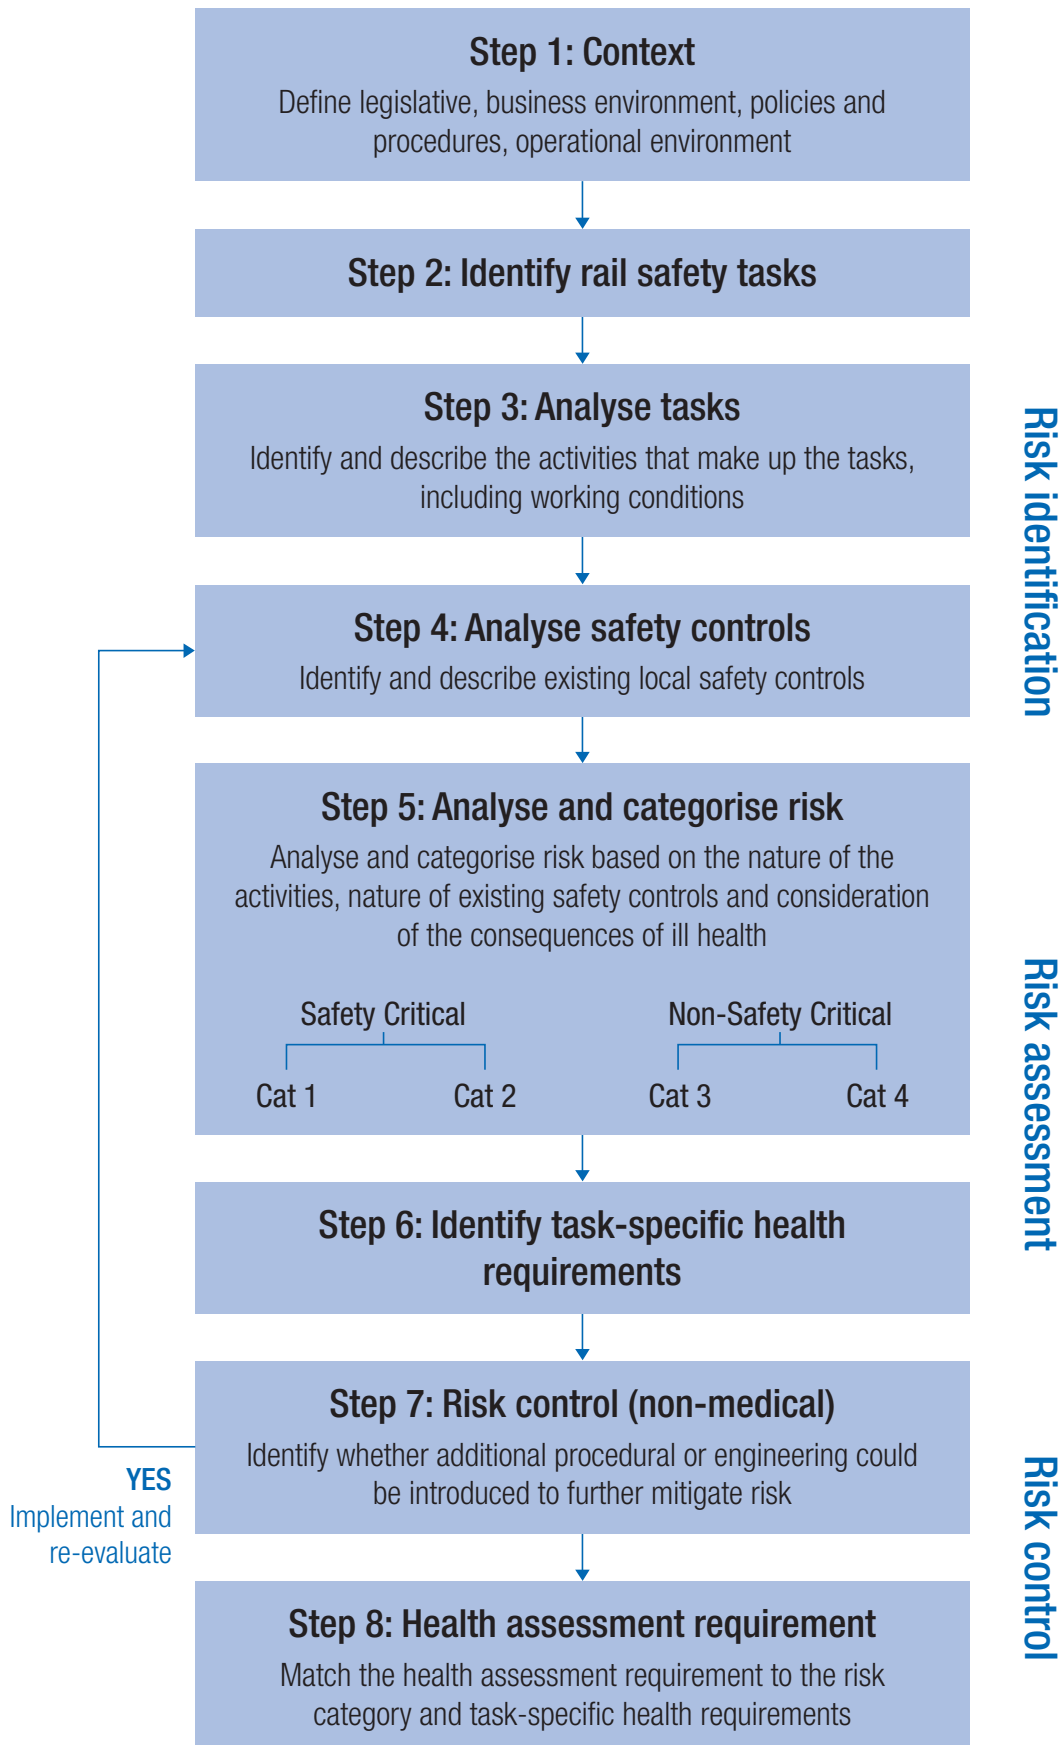 Step 1: Context
Define legislative, business environment, policies and
procedures, operational environment
Step 2: Identify rail safety tasks
Step 3: Analyse tasks
Identify and describe the activities that make up the tasks,
including working conditions
Risk identification
Step 4: Analyse safety controls
Identify and describe existing local safety controls
Step 5: Analyse and categorise risk
Analyse and categorise risk based on the nature of the
activities, nature of existing safety controls and consideration
of the consequences of ill health
Safety Critical
Non-Safety Critical
Cat 1
Cat 2
Cat 3
Cat 4
Risk assessment
Step 6: Identify task-specific health
requirements
Step 7: Risk control (non-medical)
Identify whether additional procedural or engineering could
be introduced to further mitigate risk
YES
Implement and
re-evaluate
Risk control
Step 8: Health assessment requirement
Match the health assessment requirement to the risk
category and task-specific health requirements